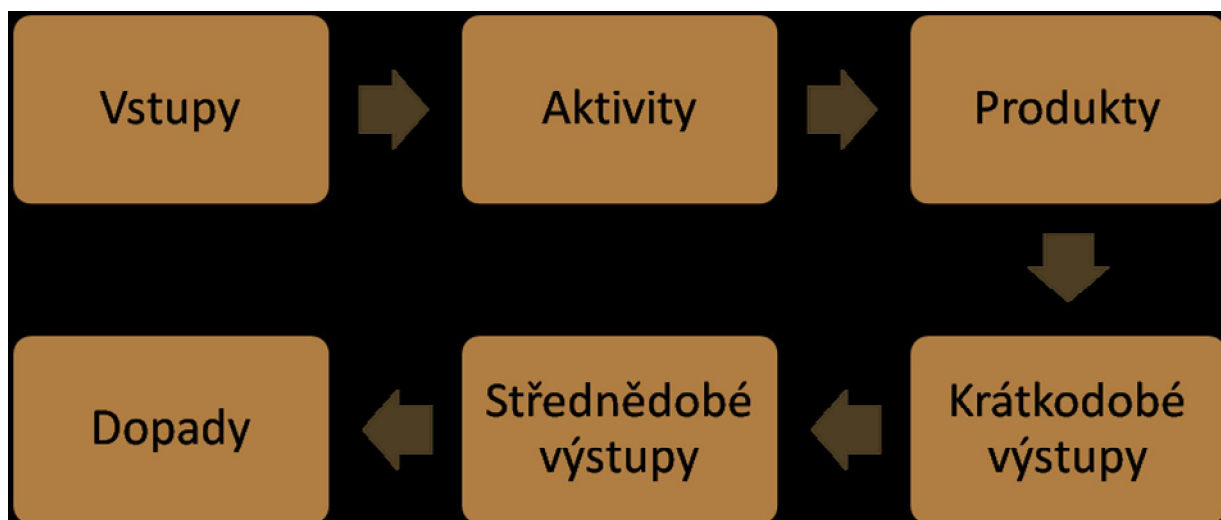 Vstupy
Aktivity
Produkty
Krátkodobé
výstupy
Střednědobé
výstupy
Dopady